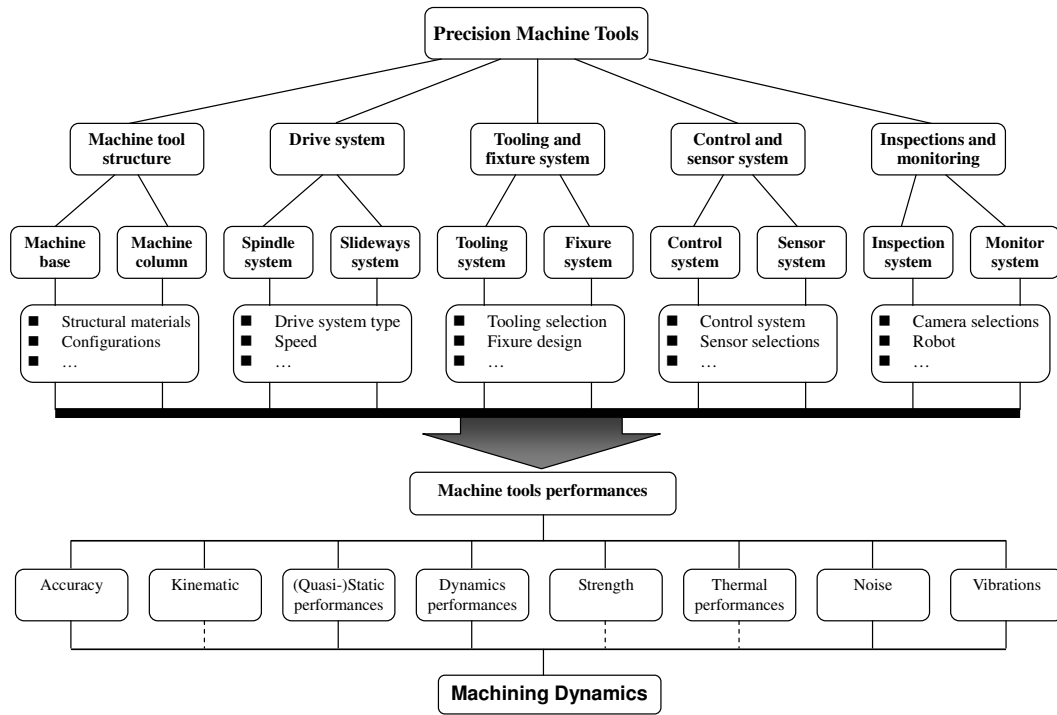 Precision Machine Tools
Machine tool
structure
Drive system
Tooling and
fixture system
Control and
sensor system
Inspections and
monitoring
Machine
base
Machine
column
Spindle
system
Slideways
system
Tooling
system
Fixure
system
Control
system
Sensor
system
Inspection
system
Monitor
system
■ Structural materials
■ Configurations
■ …
■ Drive system type
■ Speed
■ …
■ Tooling selection
■ Fixture design
■ …
■ Control system
■ Sensor selections
■ …
■ Camera selections
■ Robot
■ …
Machine tools performances
Accuracy
Kinematic
(Quasi-)Static
performances
Dynamics
performances
Strength
Thermal
performances
Noise
Vibrations
Machining Dynamics